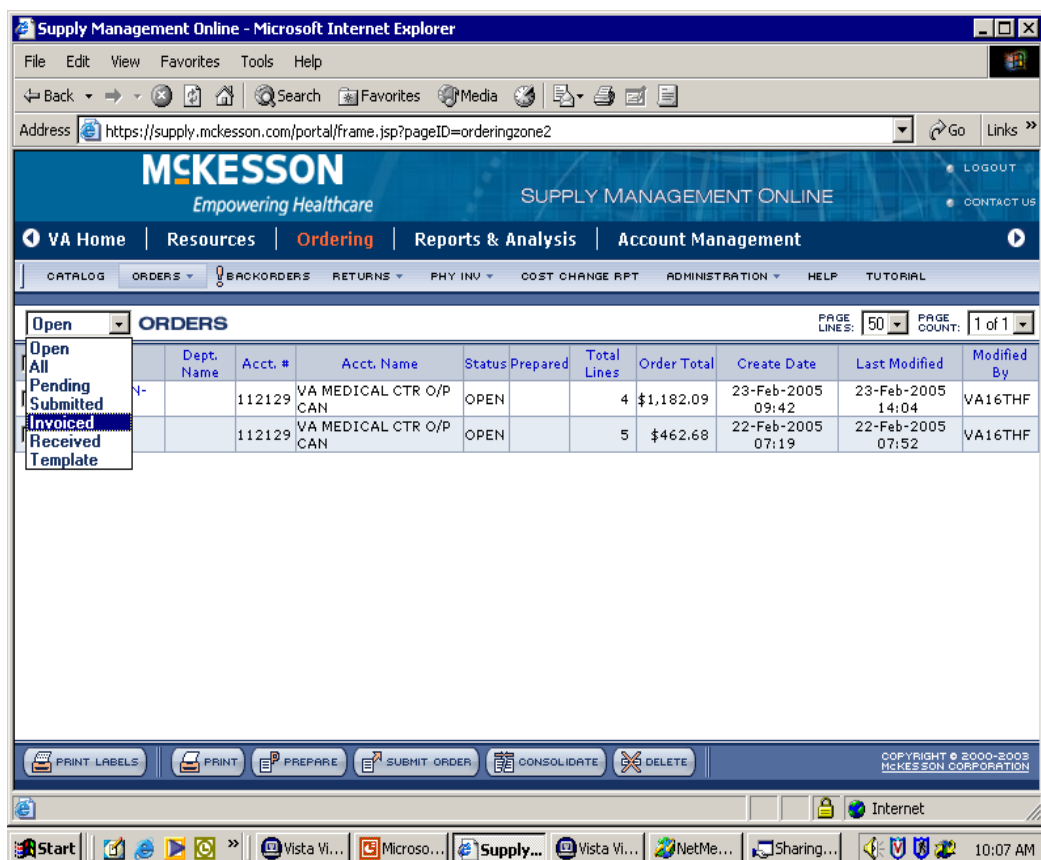 Supply Management Online - Microsoft Internet Explorer
File Edit View Favorites Tools Help
Back Search Favorites Media
Address https://supply.mckesson.com/portal/frame.jsp?pageID=orderingzone2 Go Links »
MCKESSON
Empowering Healthcare
SUPPLY MANAGEMENT ONLINE
LOGOUT
CONTACT US
VA Home | Resources | Ordering | Reports & Analysis | Account Management
CATALOG ORDERS BACKORDERS RETURNS PHY INV COST CHANGE RPT ADMINISTRATION HELP TUTORIAL
Open ORDERS PAGE LINES: 50 PAGE COUNT: 1 of 1
Open
All
Pending
Submitted
Invoiced
Received
Template
Dept. Name Acct. # Acct. Name Status Prepared Total Lines Order Total Create Date Last Modified Modified By
N- 112129 VA MEDICAL CTR O/P CAN OPEN 4 $1,182.09 23-Feb-2005 09:42 23-Feb-2005 14:04 VA16THF
112129 VA MEDICAL CTR O/P CAN OPEN 5 $462.68 22-Feb-2005 07:19 22-Feb-2005 07:52 VA16THF
PRINT LABELS PRINT PREPARE SUBMIT ORDER CONSOLIDATE DELETE
COPYRIGHT © 2000-2003
MCKESSON CORPORATION
Internet
Start » Vista Vi... Microso... Supply... Vista Vi... NetMe... Sharing... 10:07 AM